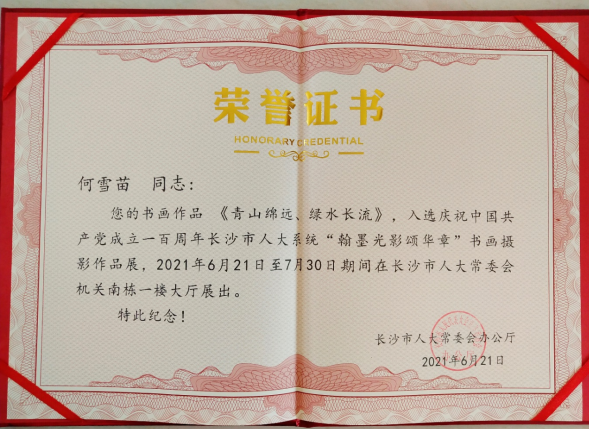 荣誉证书
HONORARY CREDENTIAL
何雪苗 同志：
您的书画作品《青山绵远、绿水长流》，入选庆祝中国共
产党成立一百周年长沙市人大系统“翰墨光影颂华章”书画摄
影作品展，2021年6月21日至7月30日期间在长沙市人大常委会
机关南栋一楼大厅展出。
特此纪念！
长沙市人大常委会办公厅
2021年6月21日